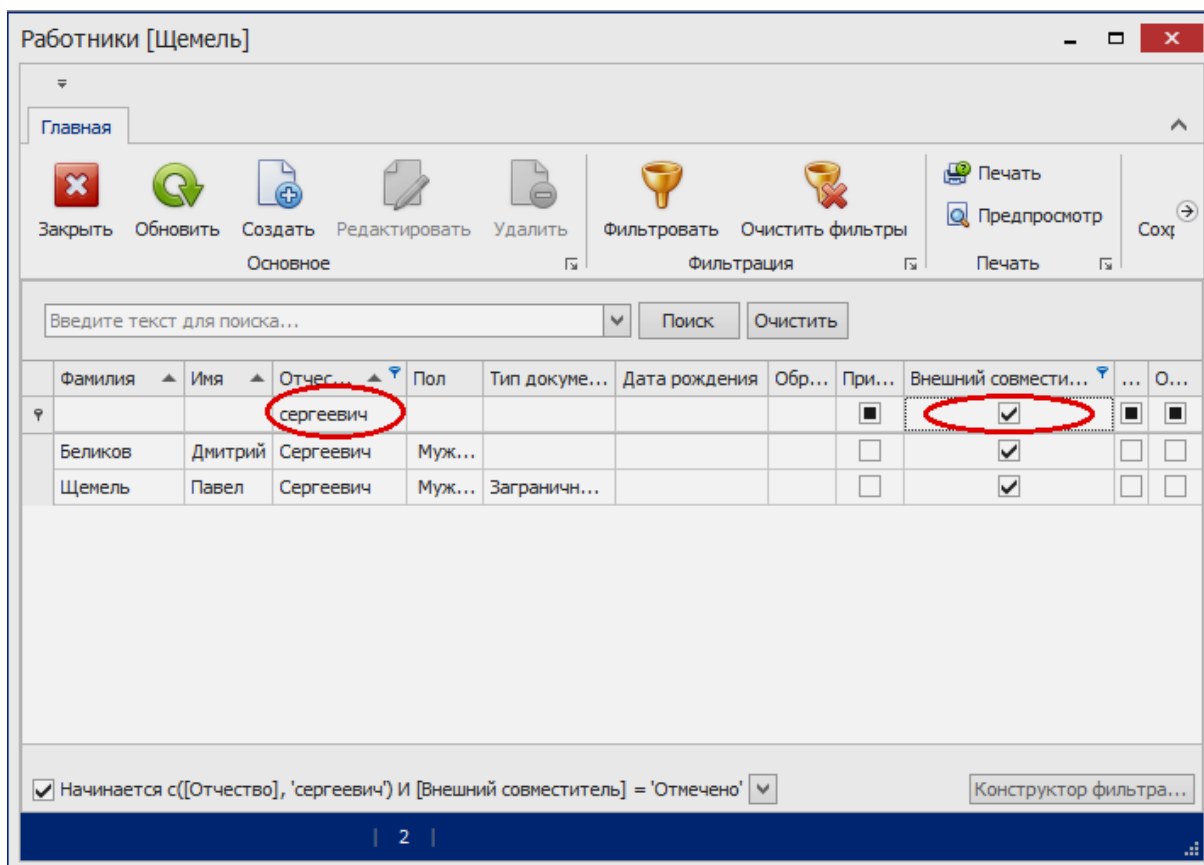 Работники [Щемель]
Главная
Закрыть Обновить Создать Редактировать Удалить Фильтровать Очистить фильтры Печать
Предпросмотр
Сохр
Основное Фильтрация Печать
Введите текст для поиска... Поиск Очистить
Фамилия Имя Отчес... Пол Тип докуме... Дата рождения Обр... При... Внешний совмести... ... О...
сергеевич
Беликов Дмитрий Сергеевич Муж...
Щемель Павел Сергеевич Муж... Заграничн...
Начинается с([Отчество], 'сергеевич') И [Внешний совместитель] = 'Отмечено' Конструктор фильтра...
2